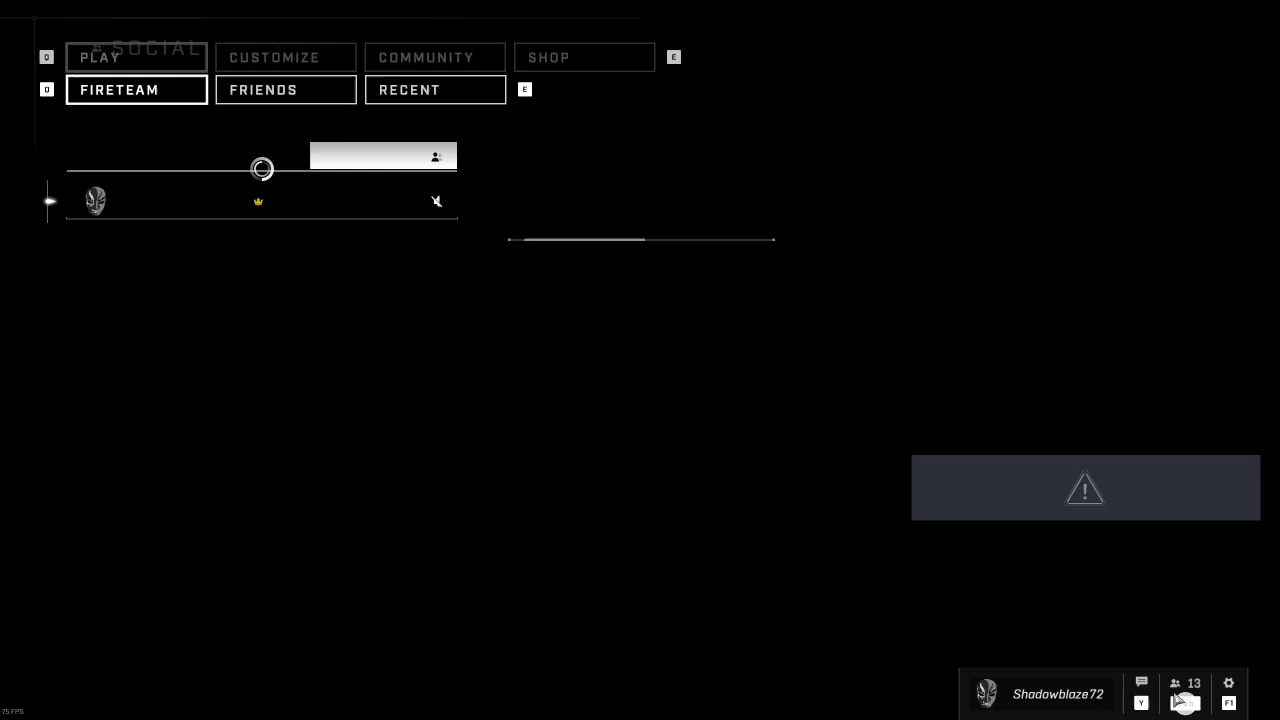 SOCIAL
Q PLAY CUSTOMIZE COMMUNITY SHOP E
Q FIRETEAM FRIENDS RECENT E
Shadowblaze72 13
Y F1
75 FPS